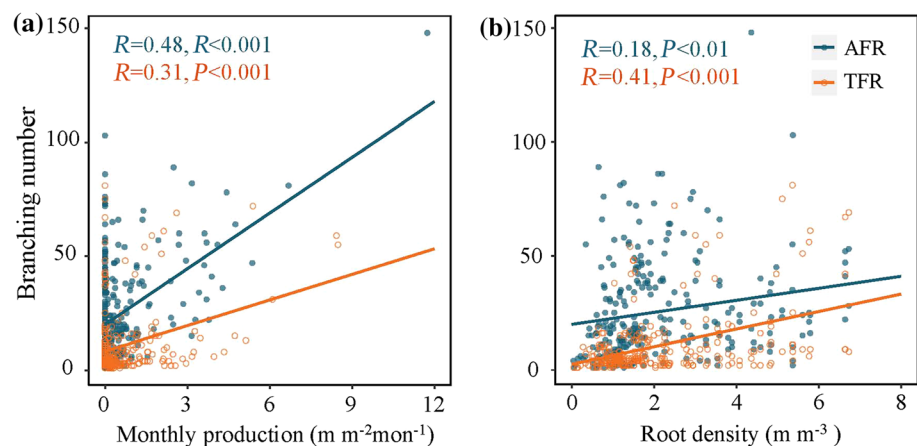 (a)
R=0.48, R<0.001
R=0.31, P<0.001
Branching number
150
100
50
0
0 3 6 9 12
Monthly production (m m⁻²mon⁻¹)
(b)
R=0.18, P<0.01
R=0.41, P<0.001
AFR
TFR
150
100
50
0
0 2 4 6 8
Root density (m m⁻³)